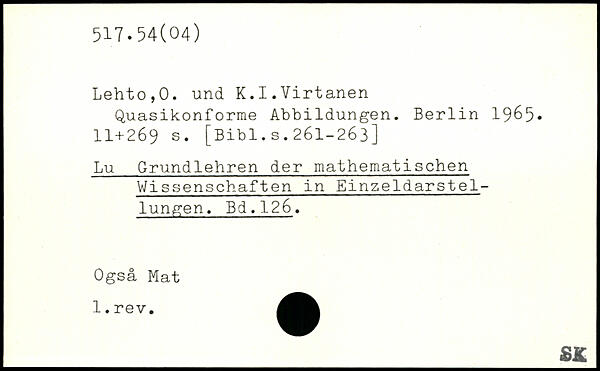 517.54(04)
Lehto,O. und K.I.Virtanen
Quasikonforme Abbildungen. Berlin 1965.
11+269 s. [Bibl.s.261-263]
Lu Grundlehren der mathematischen
Wissenschaften in Einzeldarstel-
lungen. Bd.126.
Også Mat
1.rev.
SK